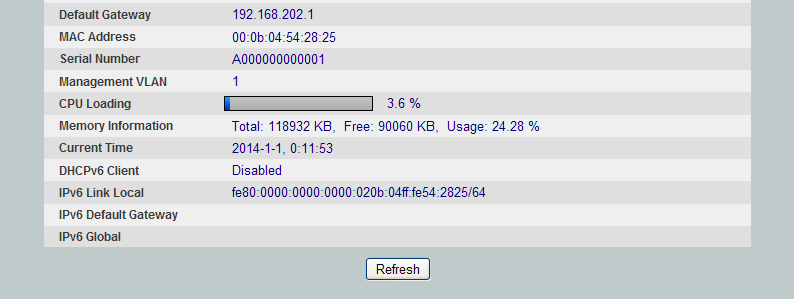 Default Gateway 192.168.202.1
MAC Address 00:0b:04:54:28:25
Serial Number A000000000001
Management VLAN 1
CPU Loading 3.6 %
Memory Information Total: 118932 KB, Free: 90060 KB, Usage: 24.28 %
Current Time 2014-1-1, 0:11:53
DHCPv6 Client Disabled
IPv6 Link Local fe80:0000:0000:0000:020b:04ff:fe54:2825/64
IPv6 Default Gateway
IPv6 Global
Refresh